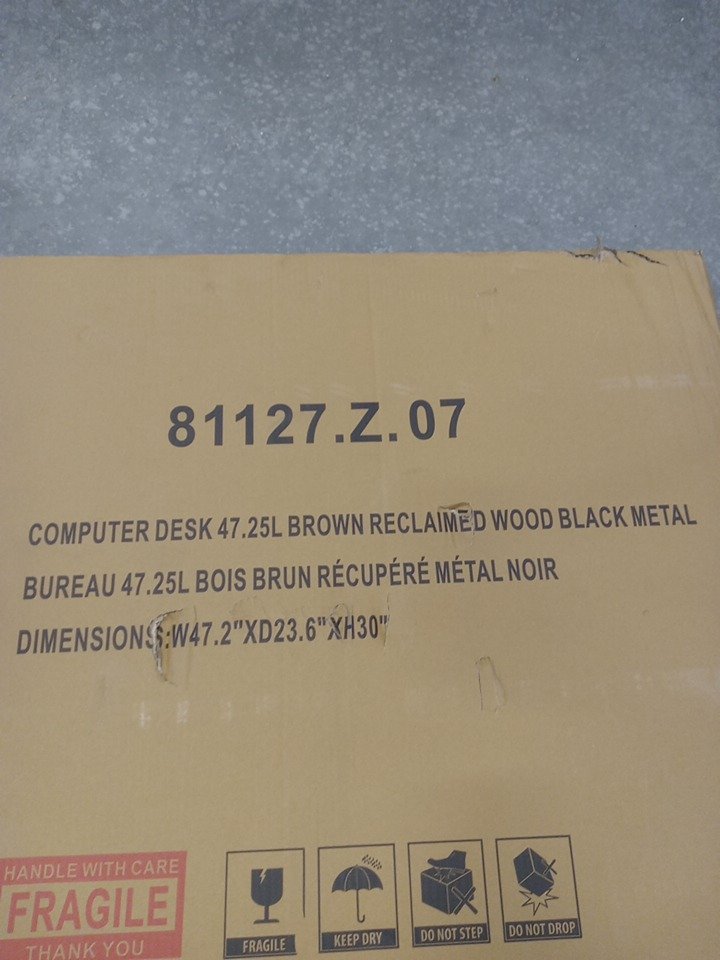 81127.Z.07
COMPUTER DESK 47.25L BROWN RECLAIMED WOOD BLACK METAL
BUREAU 47.25L BOIS BRUN RÉCUPÉRÉ MÉTAL NOIR
DIMENSIONS:W47.2"XD23.6"XH30"
HANDLE WITH CARE
FRAGILE
THANK YOU
FRAGILE
KEEP DRY
DO NOT STEP
DO NOT DROP